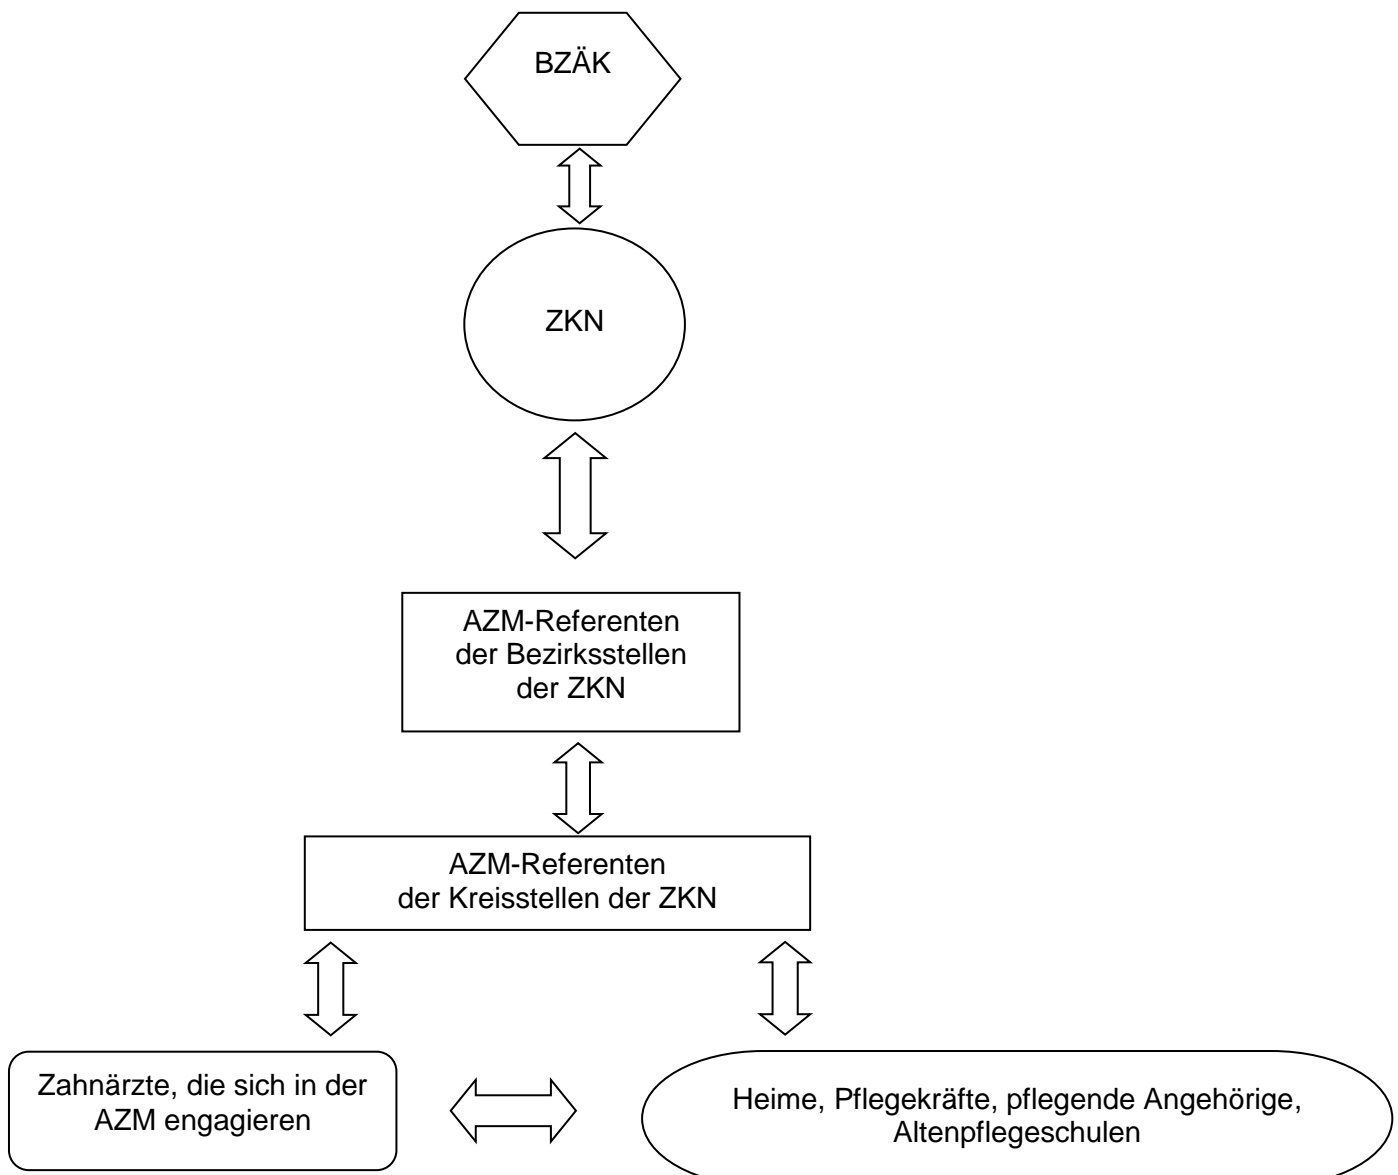 BZÄK
ZKN
AZM-Referenten
der Bezirksstellen
der ZKN
AZM-Referenten
der Kreisstellen der ZKN
Zahnärzte, die sich in der
AZM engagieren
Heime, Pflegekräfte, pflegende Angehörige,
Altenpflegeschulen